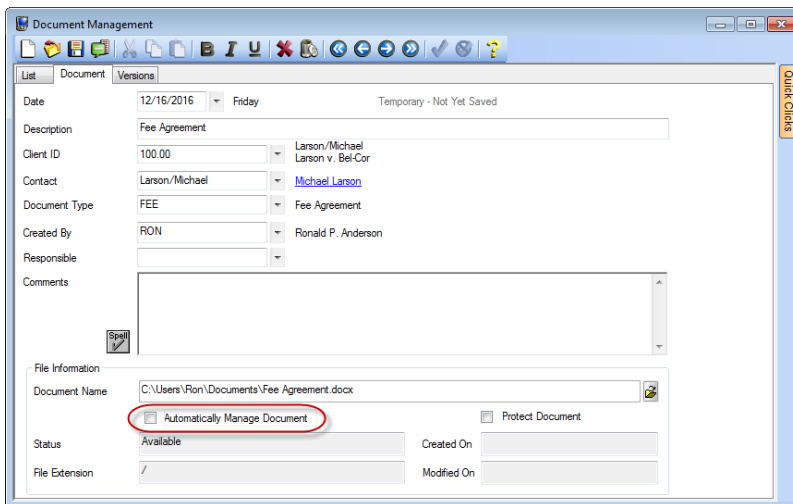 Document Management
B I U
List Document Versions
Quick Clicks
Date 12/16/2016 Friday Temporary - Not Yet Saved
Description Fee Agreement
Client ID 100.00 Larson/Michael
Larson v. Bel-Cor
Contact Larson/Michael Michael Larson
Document Type FEE Fee Agreement
Created By RON Ronald P. Anderson
Responsible
Comments
Spell
File Information
Document Name C:\Users\Ron\Documents\Fee Agreement.docx
Automatically Manage Document Protect Document
Status Available Created On
File Extension / Modified On